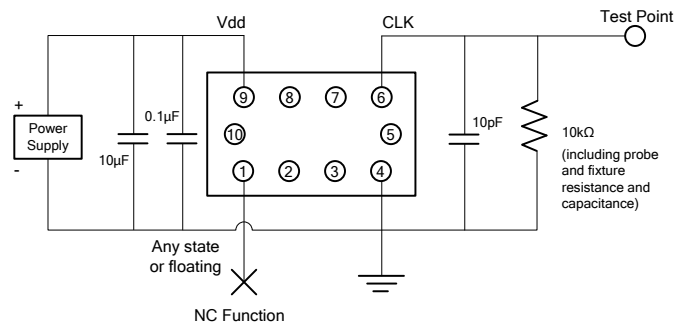 Vdd
CLK
Test Point
+
Power
Supply
-
10µF
0.1µF
9
8
7
6
10
5
1
2
3
4
10pF
10kΩ
(including probe
and fixture
resistance and
capacitance)
Any state
or floating
NC Function